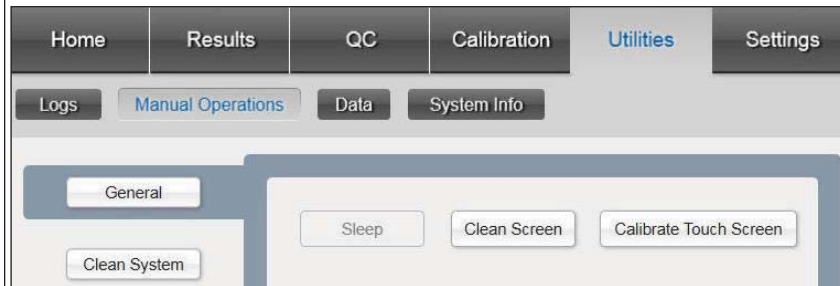 Home Results QC Calibration Utilities Settings
Logs Manual Operations Data System Info
General
Sleep Clean Screen Calibrate Touch Screen
Clean System